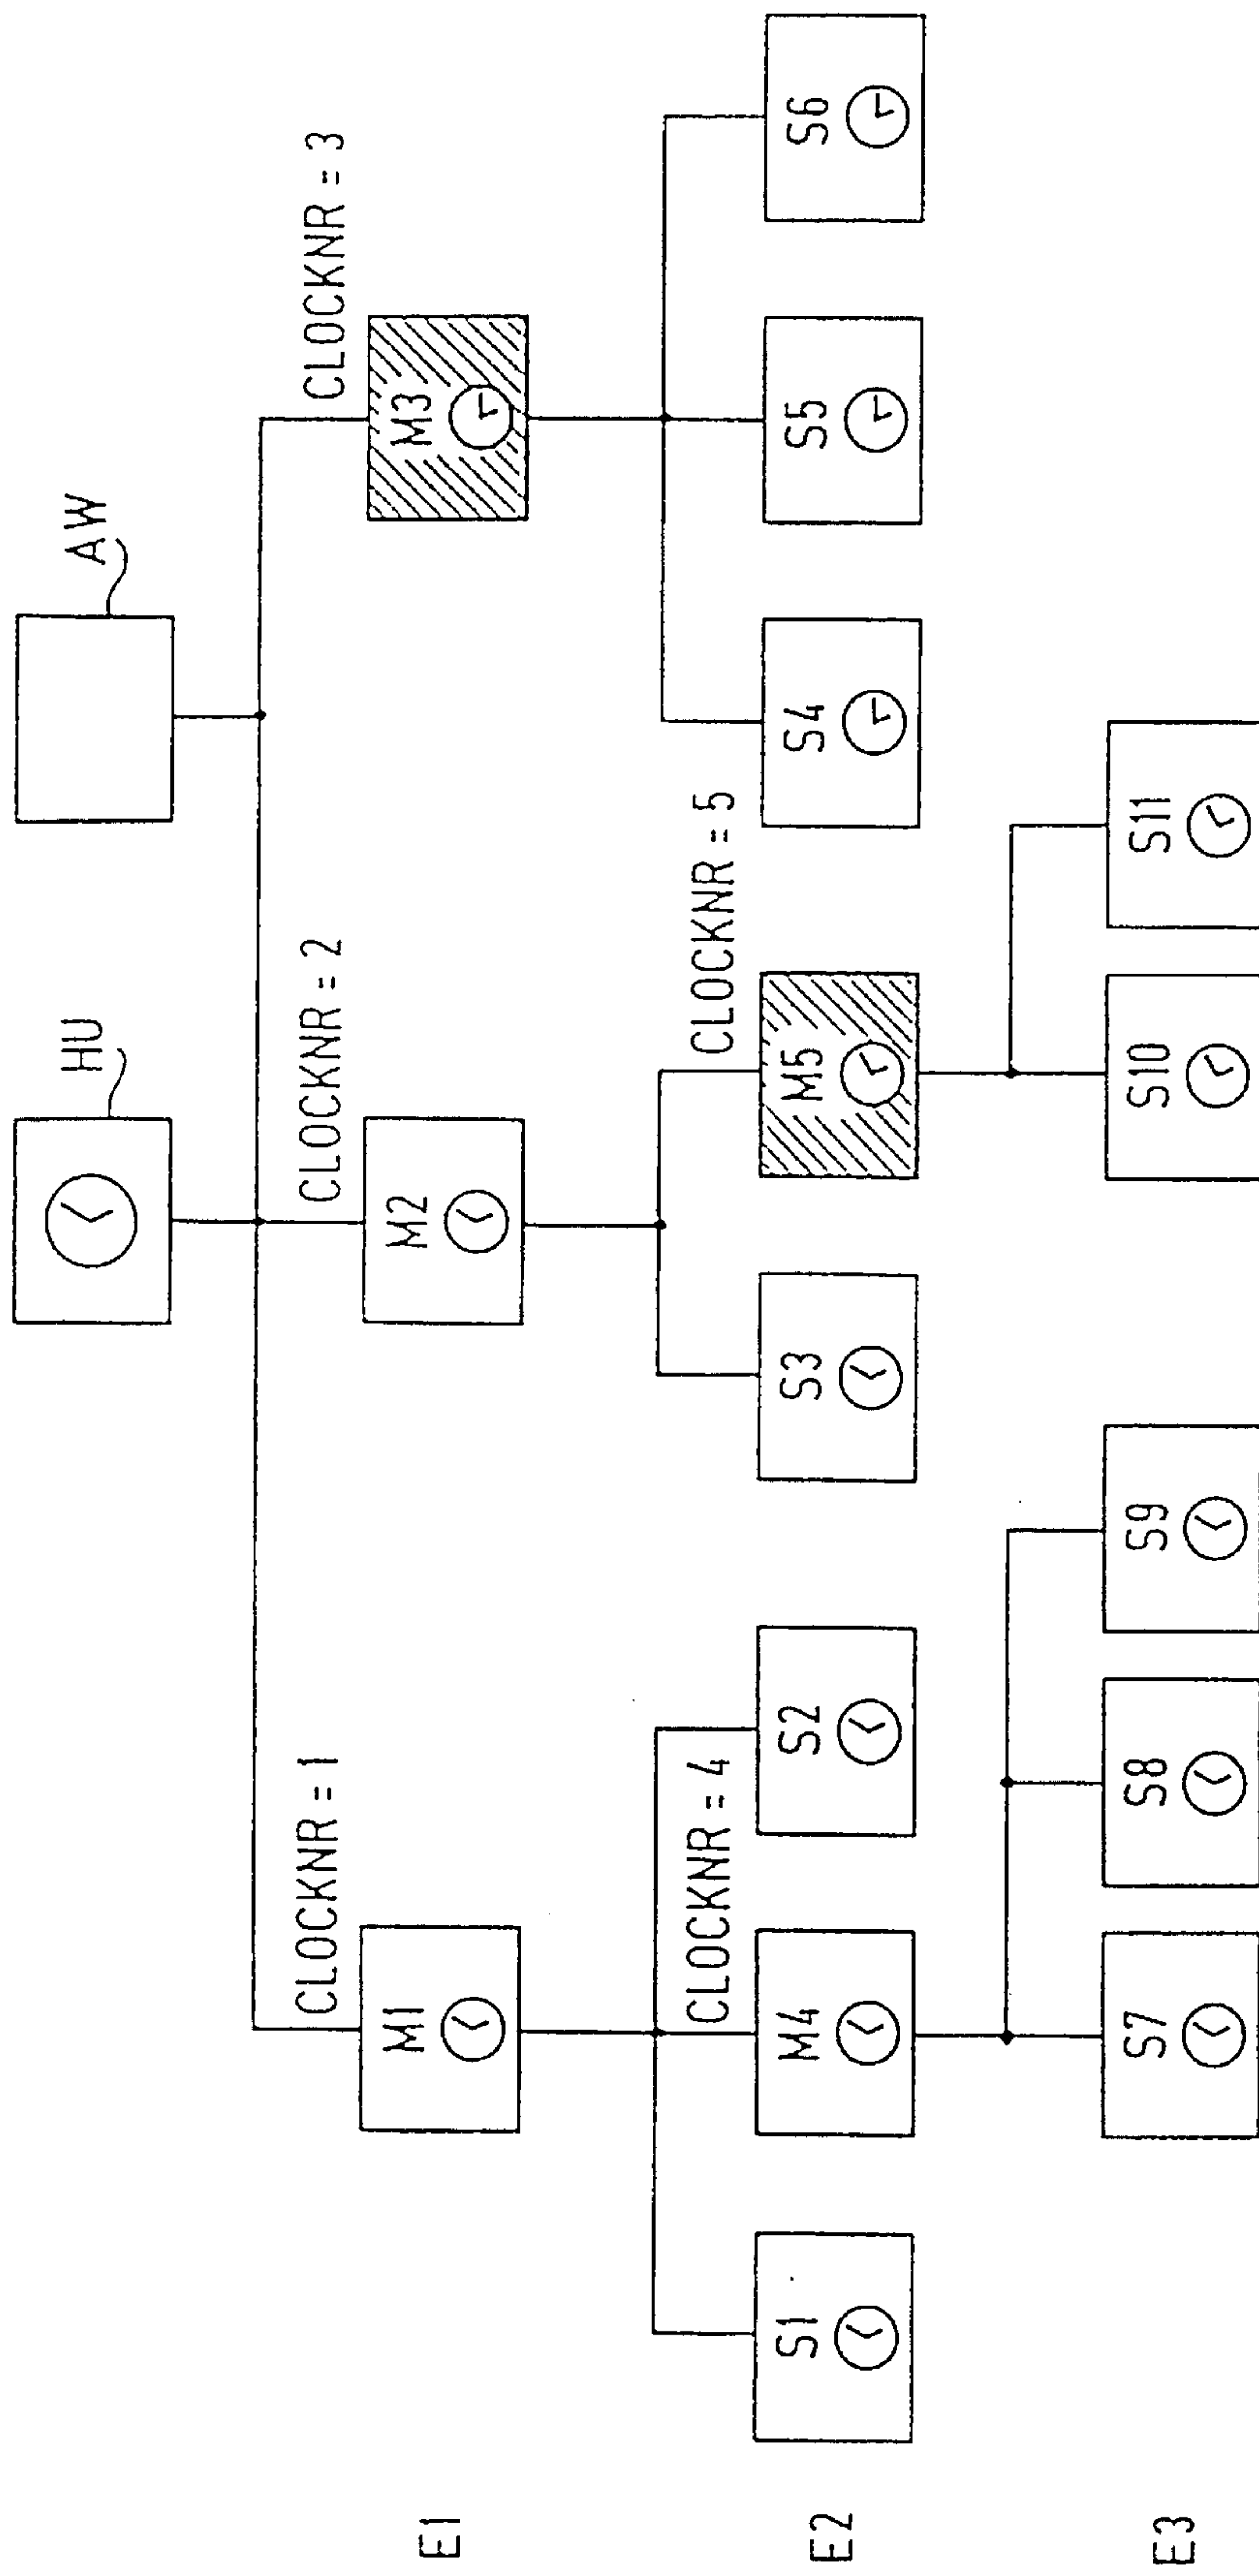 HU
AW
CLOCKNR = 1
CLOCKNR = 2
CLOCKNR = 3
E1
M1
M2
M3
CLOCKNR = 4
CLOCKNR = 5
E2
S1
M4
S2
S3
M5
S4
S5
S6
E3
S7
S8
S9
S10
S11